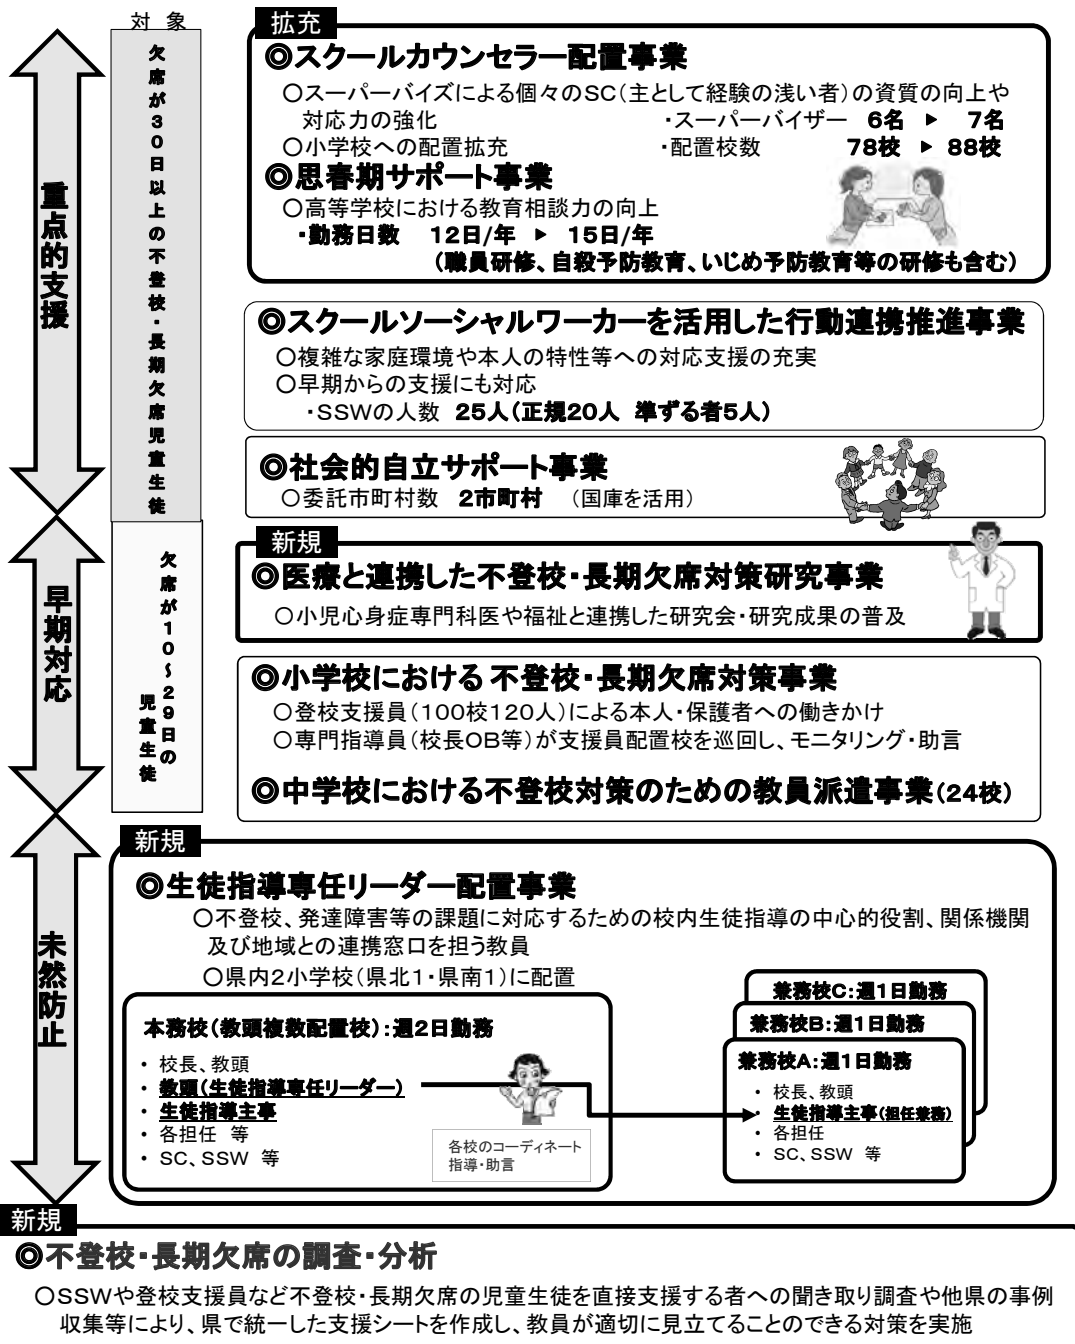 対 象
拡充
重点的支援
欠席が30日以上の不登校・長期欠席児童生徒
◎スクールカウンセラー配置事業
○スーパーバイズによる個々のSC(主として経験の浅い者)の資質の向上や
対応力の強化 ・スーパーバイザー 6名 ▶ 7名
○小学校への配置拡充 ・配置校数 78校 ▶ 88校
◎思春期サポート事業
○高等学校における教育相談力の向上
・勤務日数 12日/年 ▶ 15日/年
(職員研修、自殺予防教育、いじめ予防教育等の研修も含む)
◎スクールソーシャルワーカーを活用した行動連携推進事業
○複雑な家庭環境や本人の特性等への対応支援の充実
○早期からの支援にも対応
・SSWの人数 25人(正規20人 準ずる者5人)
◎社会的自立サポート事業
○委託市町村数 2市町村 (国庫を活用)
早期対応
欠席が10~29日の
児童生徒
新規
◎医療と連携した不登校・長期欠席対策研究事業
○小児心身症専門科医や福祉と連携した研究会・研究成果の普及
◎小学校における 不登校・長期欠席対策事業
○登校支援員(100校120人)による本人・保護者への働きかけ
○専門指導員(校長OB等)が支援員配置校を巡回し、モニタリング・助言
◎中学校における不登校対策のための教員派遣事業(24校)
未然防止
新規
◎生徒指導専任リーダー配置事業
○不登校、発達障害等の課題に対応するための校内生徒指導の中心的役割、関係機関
及び地域との連携窓口を担う教員
○県内2小学校(県北1・県南1)に配置
本務校(教頭複数配置校):週2日勤務
・ 校長、教頭
・ 教頭(生徒指導専任リーダー)
・ 生徒指導主事
・ 各担任 等
・ SC、SSW 等
各校のコーディネート
指導・助言
兼務校C:週1日勤務
兼務校B:週1日勤務
兼務校A:週1日勤務
・ 校長、教頭
・ 生徒指導主事(担任兼務)
・ 各担任
・ SC、SSW 等
新規
◎不登校・長期欠席の調査・分析
○SSWや登校支援員など不登校・長期欠席の児童生徒を直接支援する者への聞き取り調査や他県の事例
収集等により、県で統一した支援シートを作成し、教員が適切に見立てることのできる対策を実施